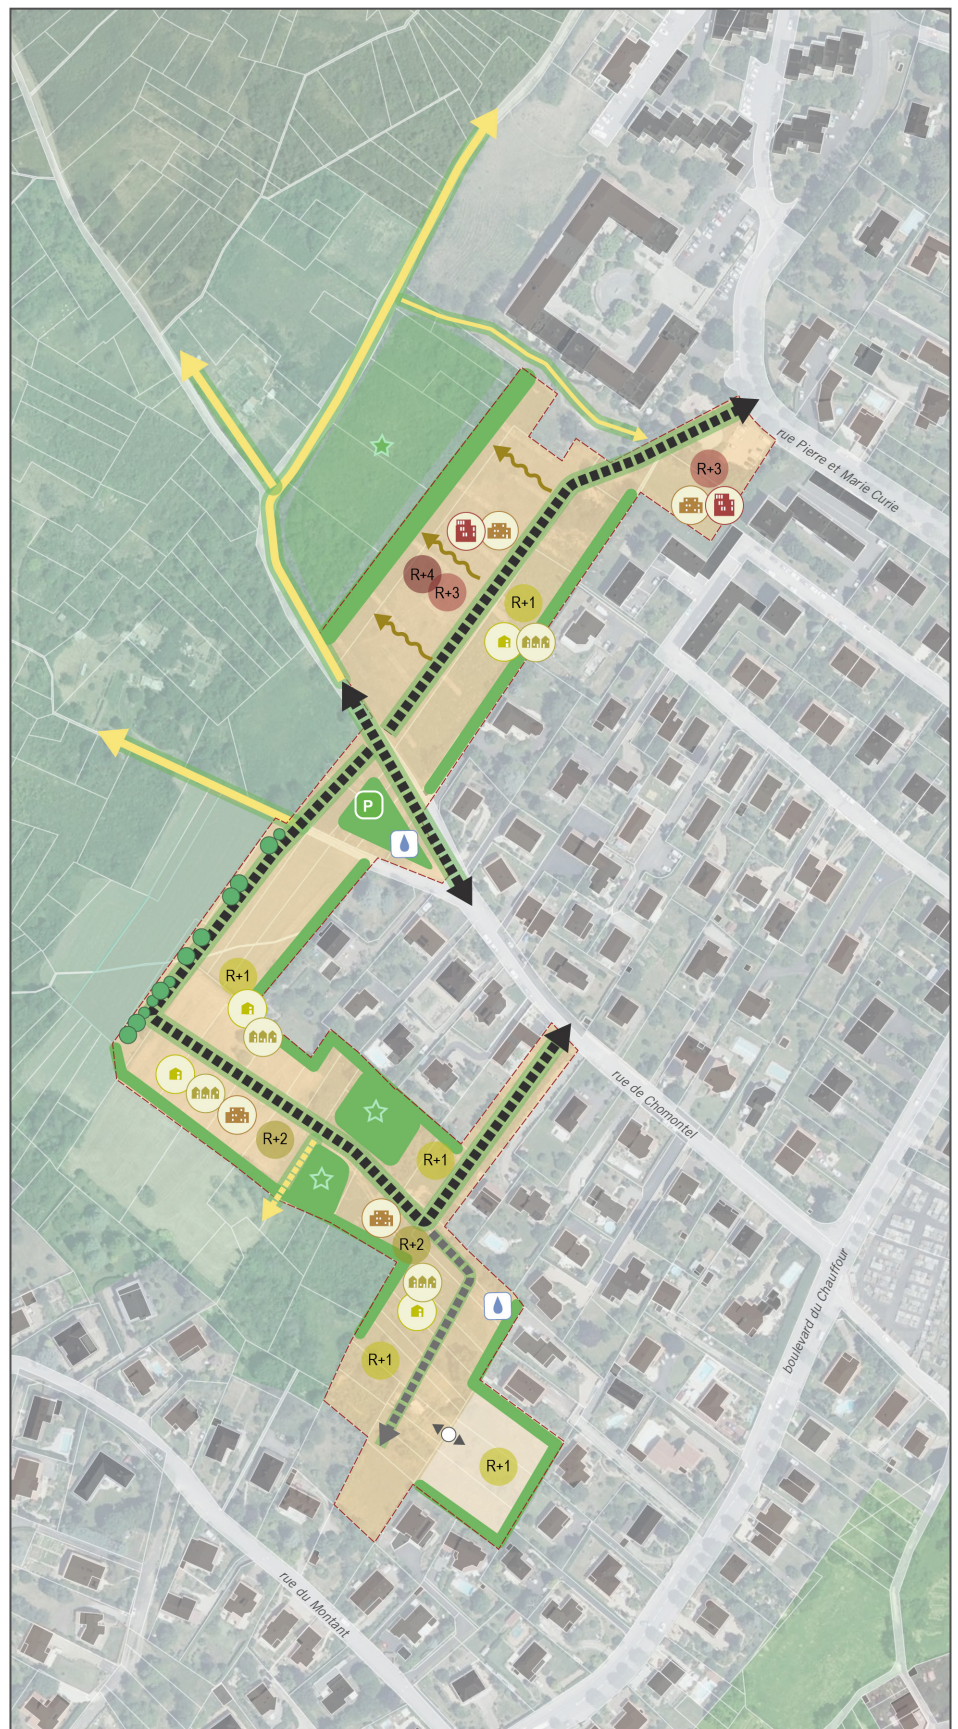 rue Pierre et Marie Curie
R+3
R+4
R+3
R+1
P
R+1
rue de Chomontel
R+2
R+1
R+2
boulevard du Chauffour
R+1
R+1
rue du Montant